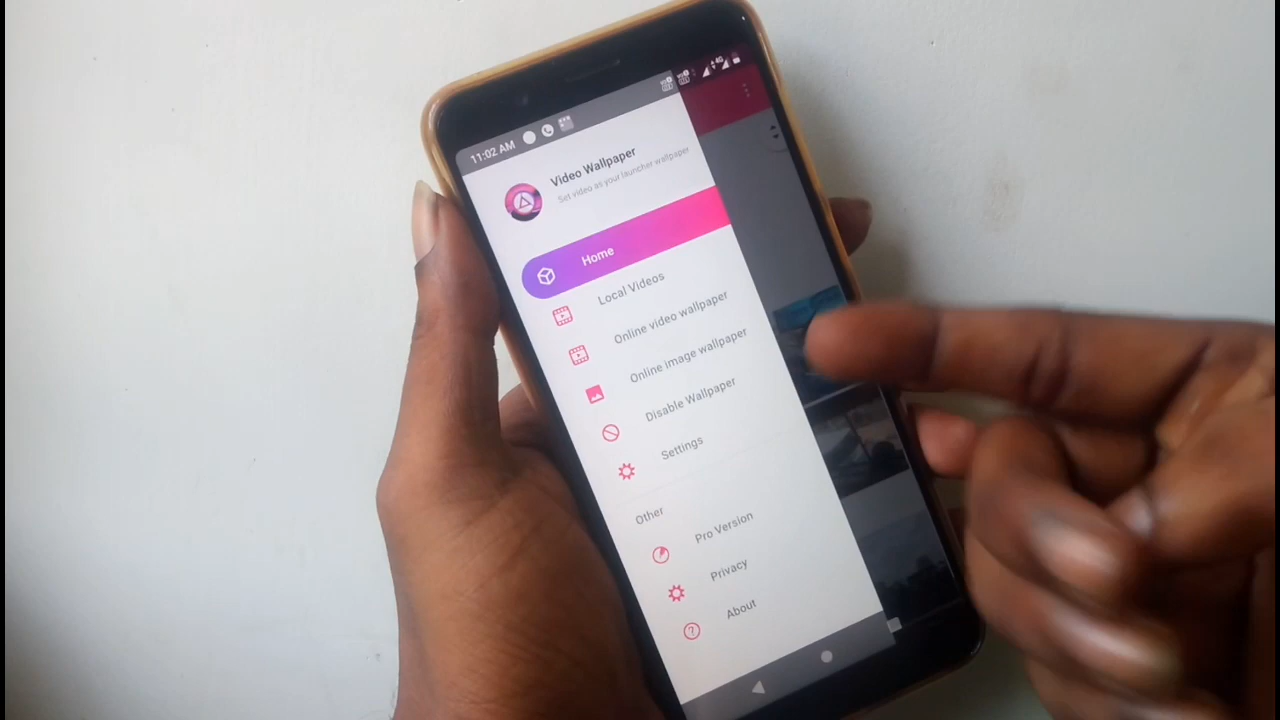 11:02 AM
4G
Video Wallpaper
Set video as your launcher wallpaper
Home
Local Videos
Online video wallpaper
Online image wallpaper
Disable Wallpaper
Settings
Other
Pro Version
Privacy
About